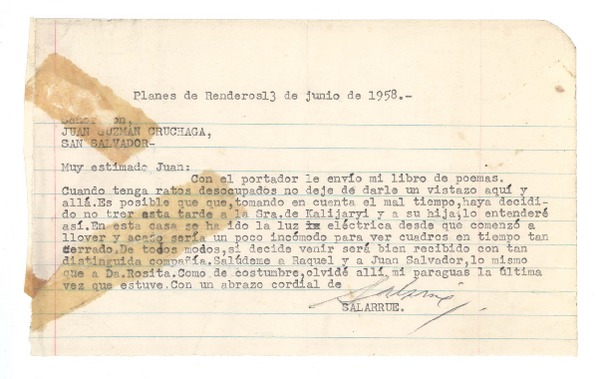 Planes de Renderos13 de junio de 1958.-
Señor Don,
JUAN GUZMÁN CRUCHAGA,
SAN SALVADOR-
Muy estimado Juan:
Con el portador le envío mi libro de poemas.
Cuando tenga ratos desocupados no deje de darle un vistazo aquí y
allí.Es posible que que,tomando en cuenta el mal tiempo,haya decidi-
do no trer esta tarde a la Sra.de Kalijaryi y a su hija;lo entenderé
así.En esta casa se ido la luz eléctrica desde que comenzó a
llover y acaso sería un poco incómodo para ver cuadros en tiempo tan
cerrado.De todos modos,si decide venir será bien recibido con tan
distinguida compañía.Salúdeme a Raquel y a Juan Salvador,lo mismo
que a Da.Rosita.Como de costumbre,olvidé allí mi paraguas la última
vez que estuve.Con un abrazo cordial de
Salarrué
SALARRUE.